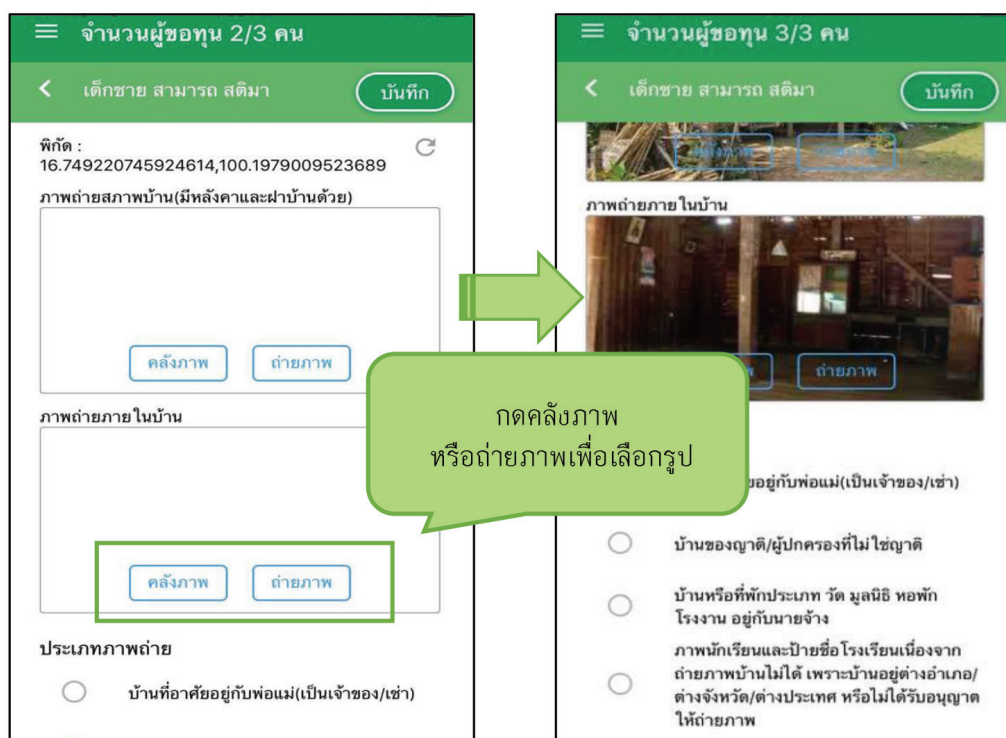 จำนวนผู้ขอทุน 2/3 คน
เด็กชาย สามารถ สติมา
บันทึก
พิกัด :
16.749220745924614,100.1979009523689
ภาพถ่ายสภาพบ้าน(มีหลังคาและฝาบ้านด้วย)
คลังภาพ
ถ่ายภาพ
ภาพถ่ายภายในบ้าน
คลังภาพ
ถ่ายภาพ
ประเภทภาพถ่าย
บ้านที่อาศัยอยู่กับพ่อแม่(เป็นเจ้าของ/เช่า)
กดคลังภาพ
หรือถ่ายภาพเพื่อเลือกรูป
จำนวนผู้ขอทุน 3/3 คน
เด็กชาย สามารถ สติมา
บันทึก
คลังภาพ
ถ่ายภาพ
ภาพถ่ายภายในบ้าน
ถ่ายภาพ
อยู่กับพ่อแม่(เป็นเจ้าของ/เช่า)
บ้านของญาติ/ผู้ปกครองที่ไม่ใช่ญาติ
บ้านหรือที่พักประเภท วัด มูลนิธิ หอพัก
โรงงาน อยู่กับนายจ้าง
ภาพนักเรียนและป้ายชื่อโรงเรียนเนื่องจาก
ถ่ายภาพบ้านไม่ได้ เพราะบ้านอยู่ต่างอำเภอ/
ต่างจังหวัด/ต่างประเทศ หรือไม่ได้รับอนุญาต
ให้ถ่ายภาพ